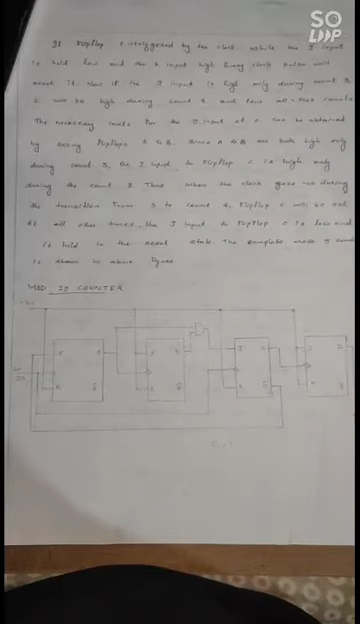 SO
LOOP
If flipflop C is triggered by the clock while the J input
is held low and the K input high Every clock pulse will
reset it. Now if the J input is high only during count 3,
C will be high during count 4 and low all other counts
The necessary levels for the J input of C can be obtained
by flipflops A & B. Since A & B are both high only
during count 3, the J input to flipflop C is high only
during the count 3. Thus when the clock goes low during
the transition from 3 to count 4, flipflop C will be set
At all other times, the J input to flipflop C is low and
is held in the reset state. The complete mode 5 count
is shown in above figure
MOD 10 COUNTER
J
K
J
K
J
K